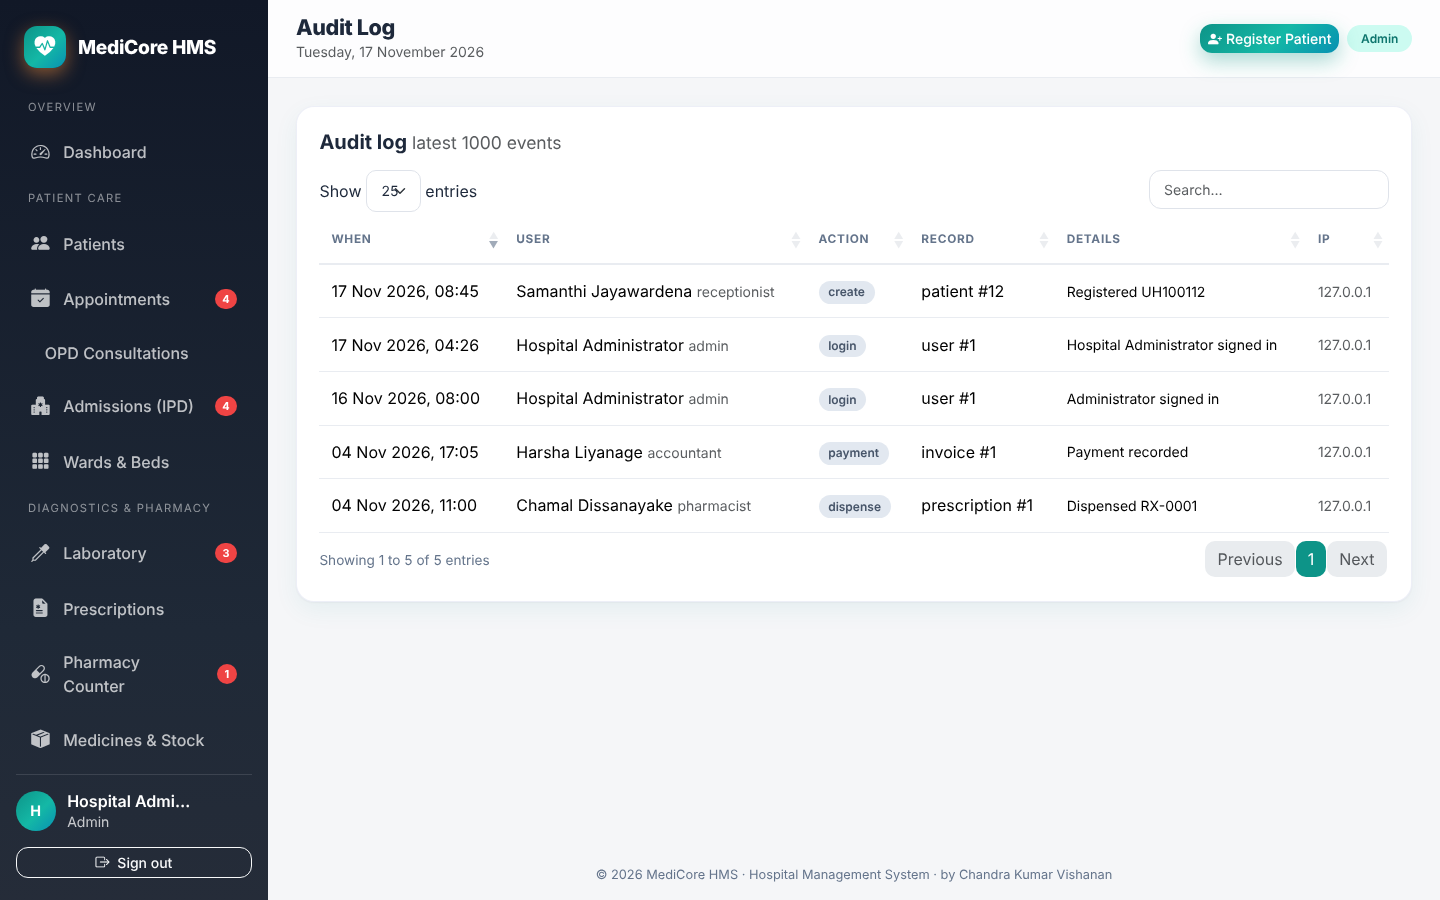 MediCore HMS
OVERVIEW
Dashboard
PATIENT CARE
Patients
Appointments 4
OPD Consultations
Admissions (IPD) 4
Wards & Beds
DIAGNOSTICS & PHARMACY
Laboratory 3
Prescriptions
Pharmacy
Counter 1
Medicines & Stock
H
Hospital Admi...
Admin
Sign out
Audit Log
Tuesday, 17 November 2026
Register Patient
Admin
Audit log latest 1000 events
Show 25 entries
Search...
WHEN USER ACTION RECORD DETAILS IP
17 Nov 2026, 08:45 Samanthi Jayawardena receptionist create patient #12 Registered UH100112 127.0.0.1
17 Nov 2026, 04:26 Hospital Administrator admin login user #1 Hospital Administrator signed in 127.0.0.1
16 Nov 2026, 08:00 Hospital Administrator admin login user #1 Administrator signed in 127.0.0.1
04 Nov 2026, 17:05 Harsha Liyanage accountant payment invoice #1 Payment recorded 127.0.0.1
04 Nov 2026, 11:00 Chamal Dissanayake pharmacist dispense prescription #1 Dispensed RX-0001 127.0.0.1
Showing 1 to 5 of 5 entries
Previous 1 Next
© 2026 MediCore HMS · Hospital Management System · by Chandra Kumar Vishanan